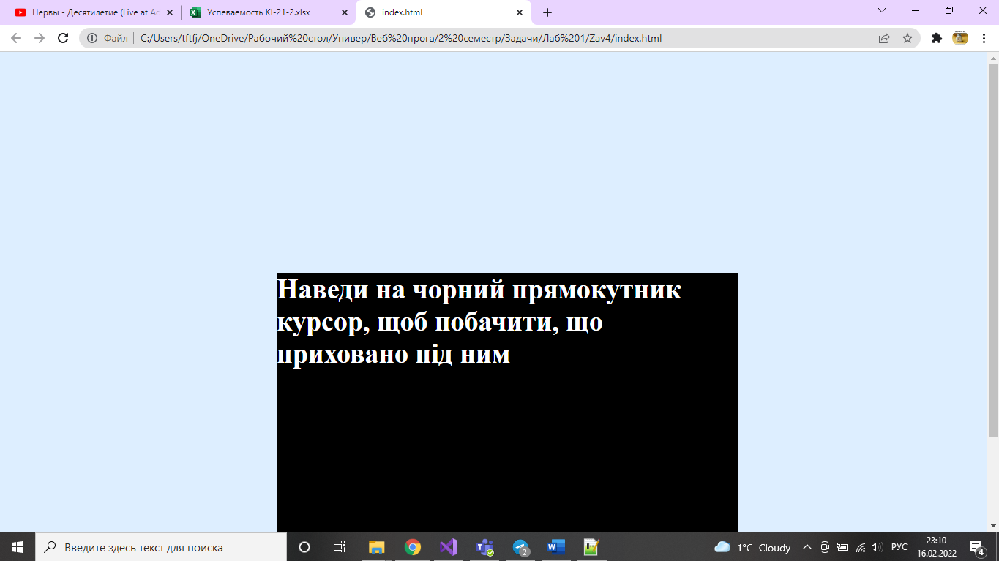 Нервы - Десятилетие (Live at Ad
Успеваемость KI-21-2.xlsx
index.html
Файл
C:/Users/tftfj/OneDrive/Рабочий%20стол/Универ/Веб%20прога/2%20семестр/Задачи/Лаб%201/Zav4/index.html
Наведи на чорний прямокутник
курсор, щоб побачити, що
приховано під ним
Введите здесь текст для поиска
2
1°C Cloudy
РУС
23:10
16.02.2022
4